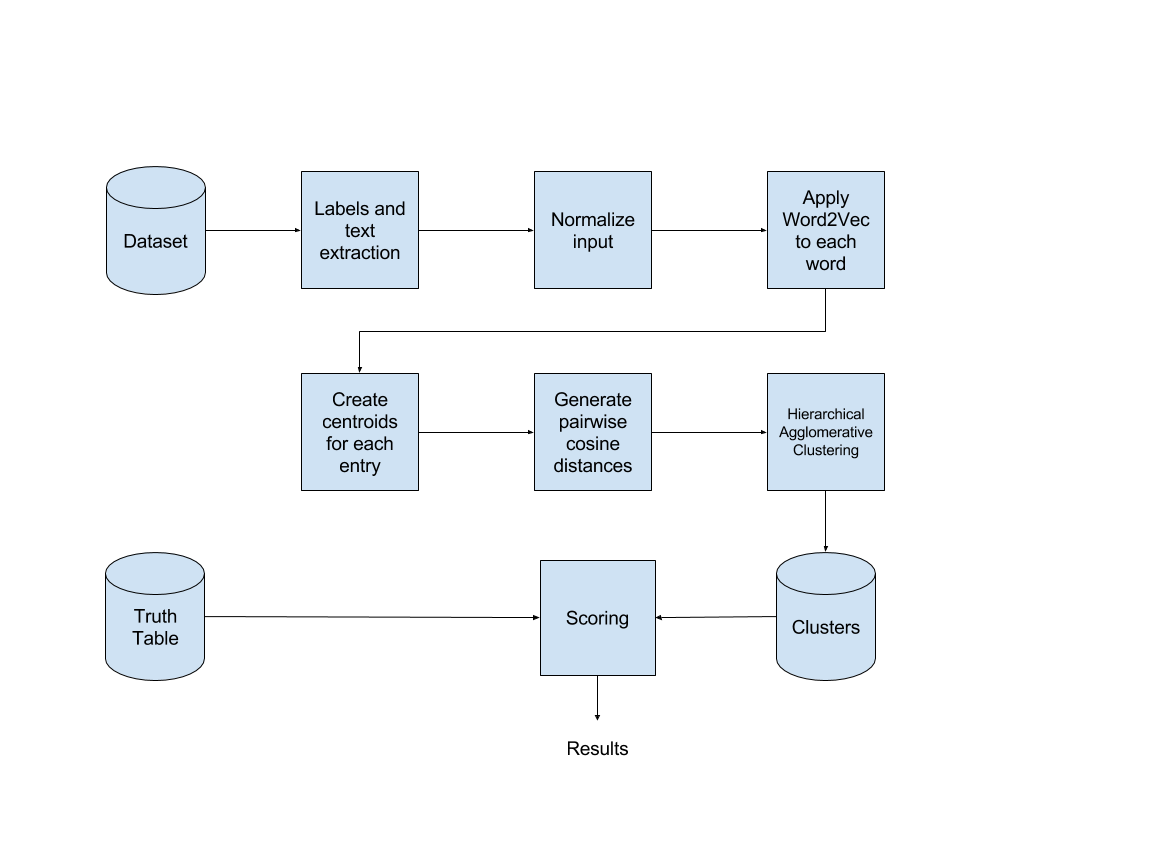 Dataset
Labels and
text
extraction
Normalize
input
Apply
Word2Vec
to each
word
Create
centroids
for each
entry
Generate
pairwise
cosine
distances
Hierarchical
Agglomerative
Clustering
Truth
Table
Scoring
Clusters
Results